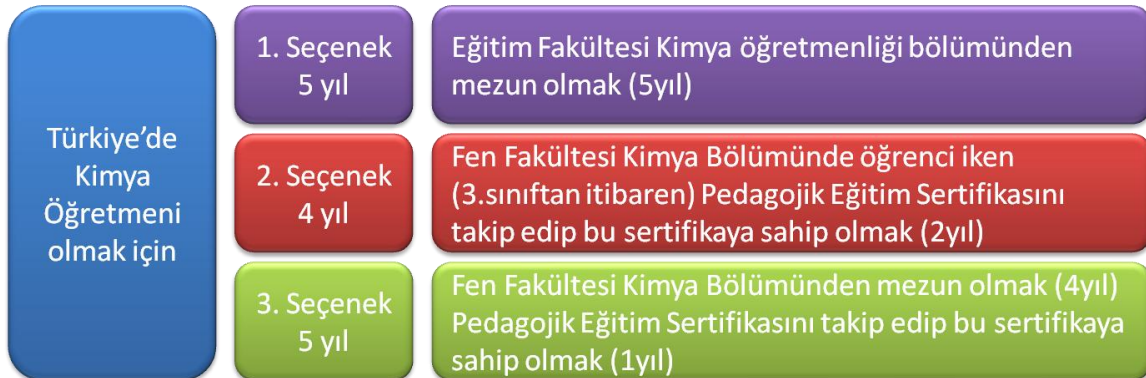 Türkiye’de
Kimya
Öğretmeni
olmak için
1. Seçenek
5 yıl
Eğitim Fakültesi Kimya öğretmenliği bölümünden
mezun olmak (5yıl)
2. Seçenek
4 yıl
Fen Fakültesi Kimya Bölümünde öğrenci iken
(3.sınıftan itibaren) Pedagojik Eğitim Sertifikasını
takip edip bu sertifikaya sahip olmak (2yıl)
3. Seçenek
5 yıl
Fen Fakültesi Kimya Bölümünden mezun olmak (4yıl)
Pedagojik Eğitim Sertifikasını takip edip bu sertifikaya
sahip olmak (1yıl)